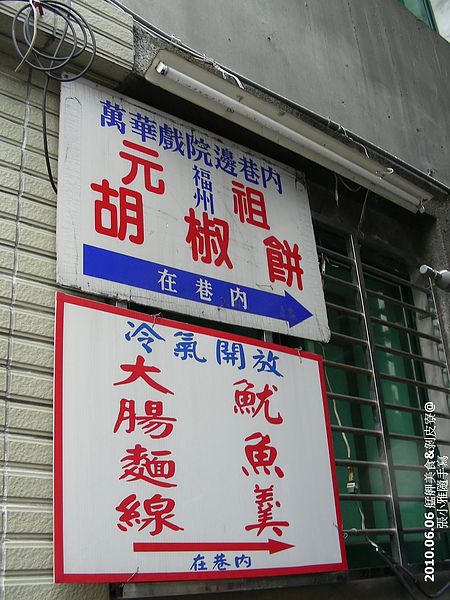 萬華戲院邊巷內
福州
元祖
胡椒餅
在巷內
冷氣開放
魷魚羹
大腸麵線
在巷內
2010.06.06 艋舺美食&剝皮寮@
張小雅隨手寫